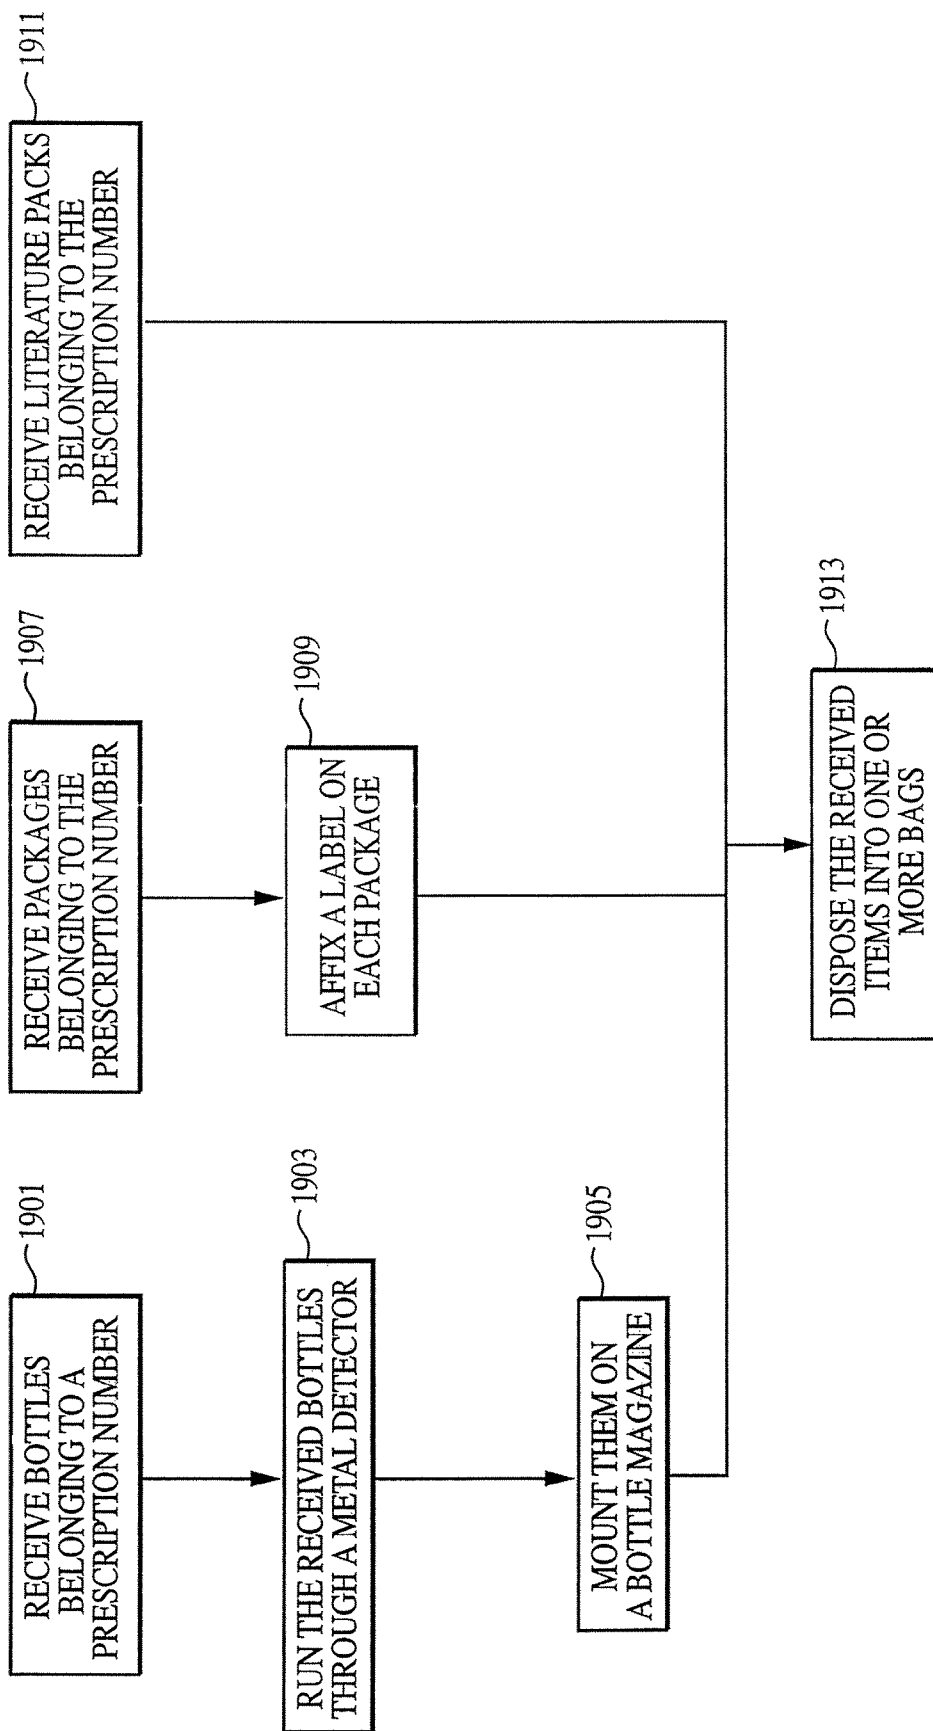 RECEIVE BOTTLES
BELONGING TO A
PRESCRIPTION NUMBER
1901
RUN THE RECEIVED BOTTLES
THROUGH A METAL DETECTOR
1903
MOUNT THEM ON
A BOTTLE MAGAZINE
1905
RECEIVE PACKAGES
BELONGING TO THE
PRESCRIPTION NUMBER
1907
AFFIX A LABEL ON
EACH PACKAGE
1909
RECEIVE LITERATURE PACKS
BELONGING TO THE
PRESCRIPTION NUMBER
1911
DISPOSE THE RECEIVED
ITEMS INTO ONE OR
MORE BAGS
1913